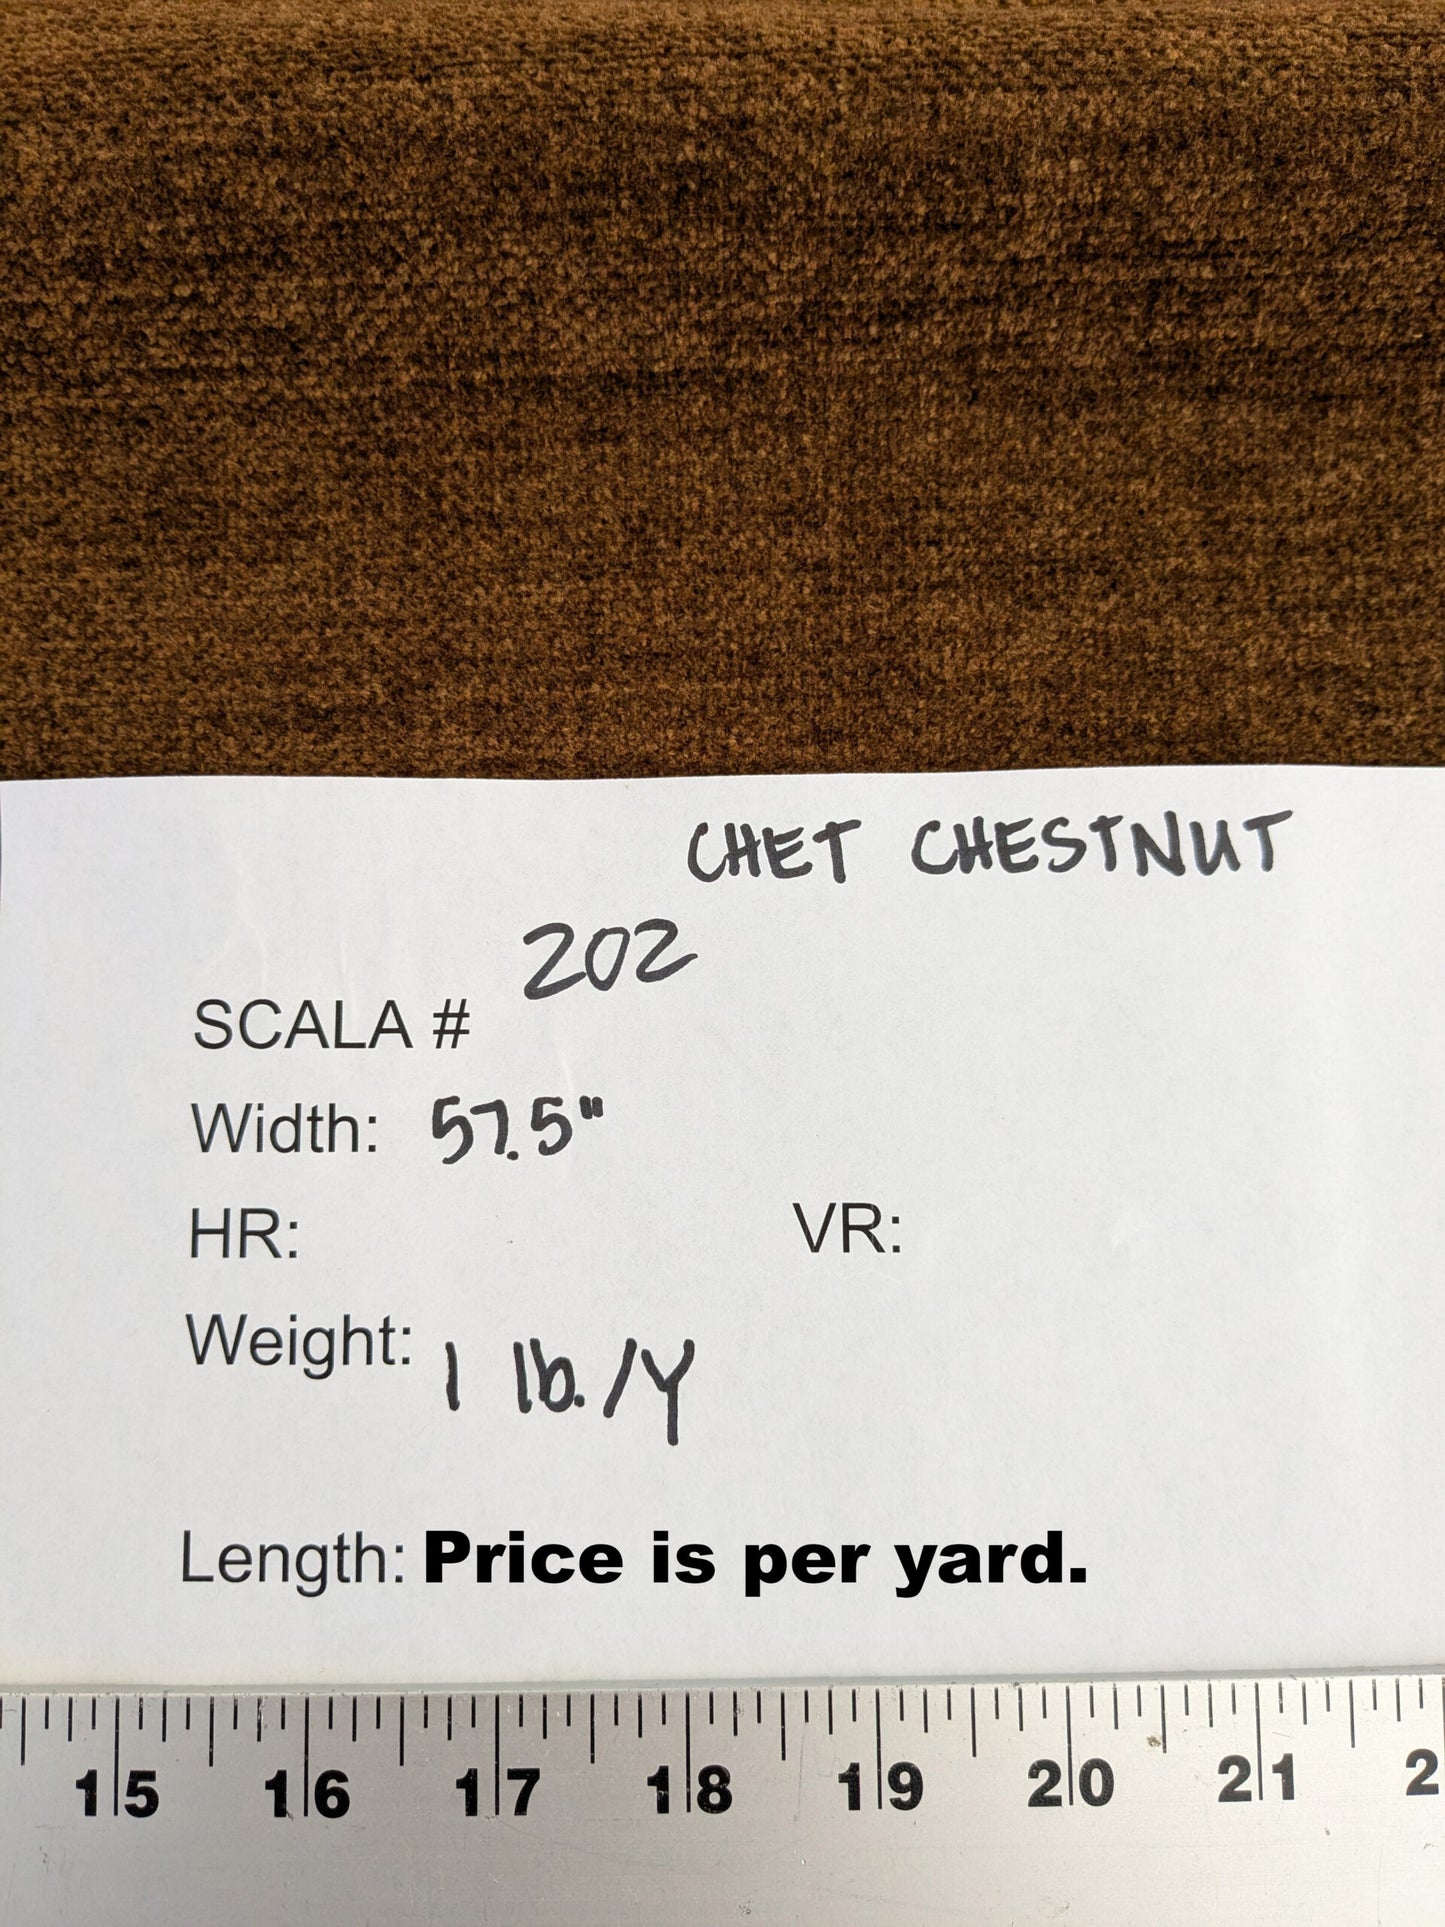 CHET CHESTNUT
202
SCALA #
Width: 57.5"
HR: VR:
Weight: 1 lb./Y
Length: Price is per yard.
15 16 17 18 19 20 21 2